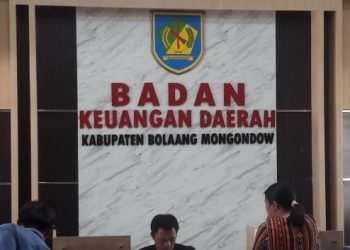 BADAN
KEUANGAN DAERAH
KABUPATEN BOLAANG MONGONDOW